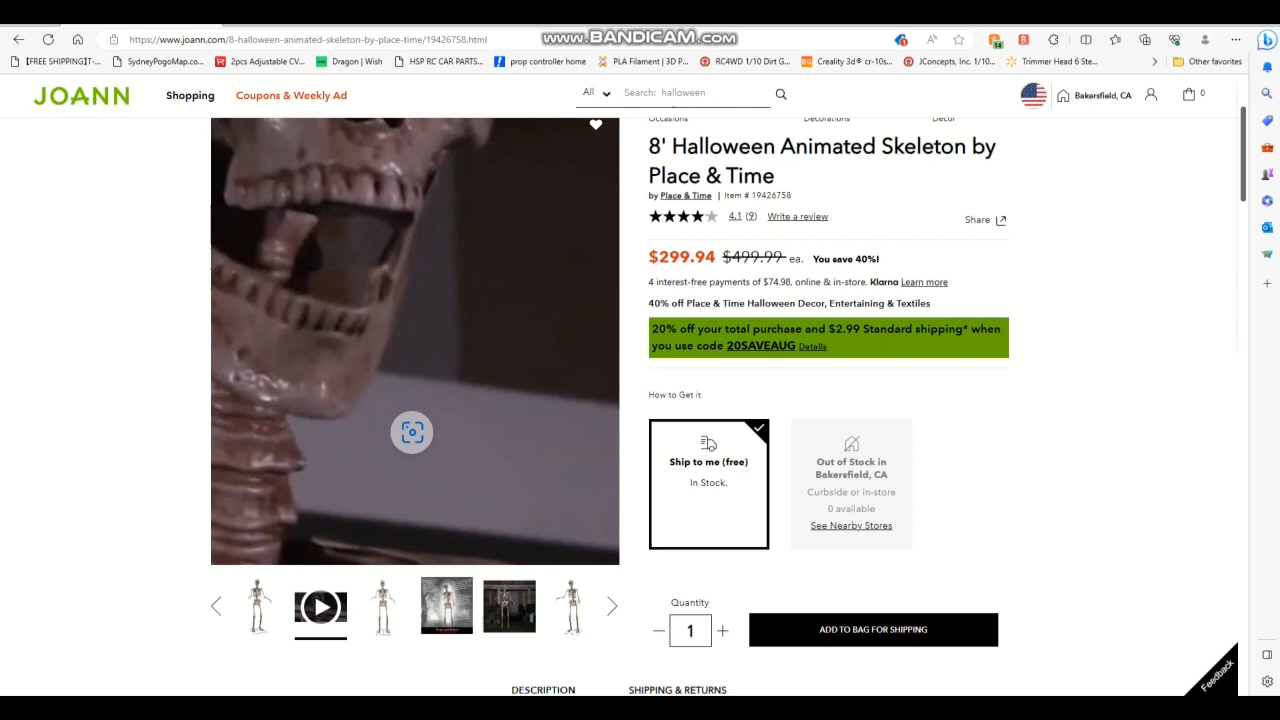 www.BANDICAM.com
https://www.joann.com/8-halloween-animated-skeleton-by-place-time/19426758.html
14
【FREE SHIPPING】T-...
SydneyPogoMap.co...
2pcs Adjustable CV...
Dragon | Wish
HSP RC CAR PARTS...
prop controller home
PLA Filament | 3D P...
RC4WD 1/10 Dirt G...
Creality 3d® cr-10s...
JConcepts, Inc. 1/10...
Trimmer Head 6 Ste...
Other favorites
JOANN
Shopping
Coupons & Weekly Ad
All
Search: halloween
Bakersfield, CA
0
Occasions
Decorations
Decor
8' Halloween Animated Skeleton by
Place & Time
by Place & Time | Item # 19426758
4.1 (9) Write a review
Share
$299.94 $499.99 ea. You save 40%!
4 interest-free payments of $74.98, online & in-store. Klarna Learn more
40% off Place & Time Halloween Decor, Entertaining & Textiles
20% off your total purchase and $2.99 Standard shipping* when
you use code 20SAVEAUG Details
How to Get it
Ship to me (free)
In Stock.
Out of Stock in
Bakersfield, CA
Curbside or In-store
0 available
See Nearby Stores
Quantity
1
ADD TO BAG FOR SHIPPING
Feedback
DESCRIPTION
SHIPPING & RETURNS